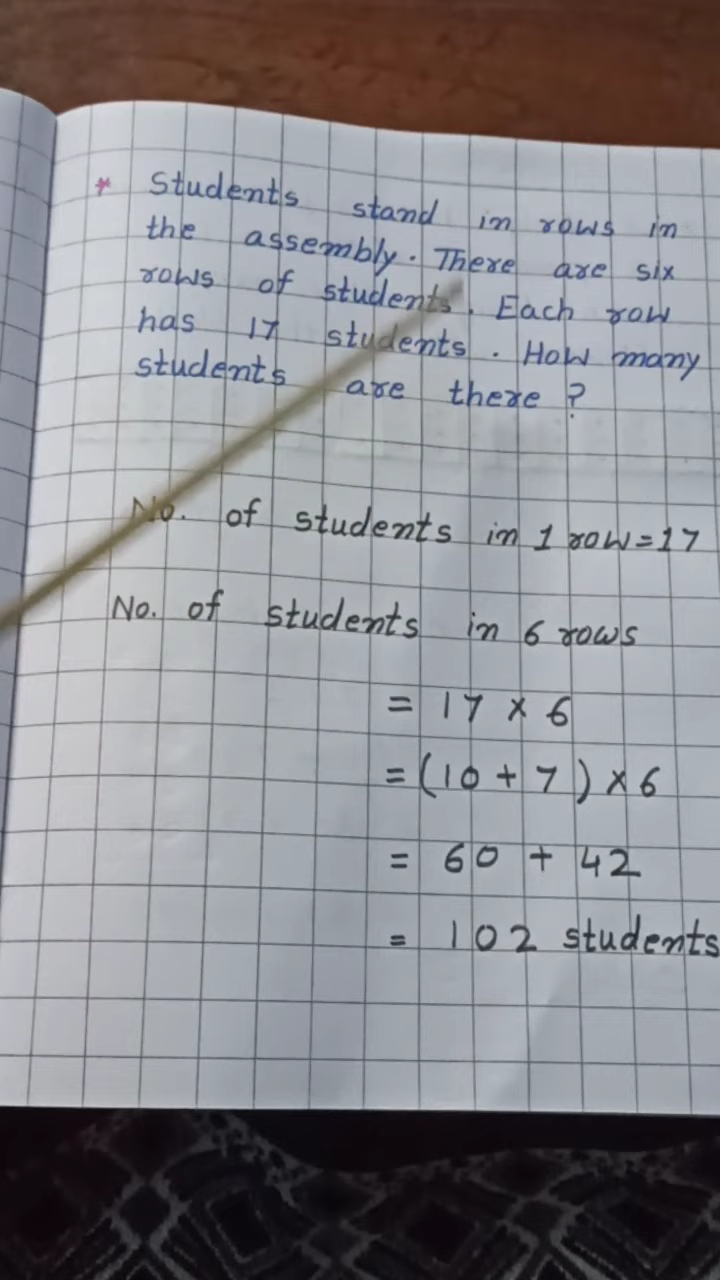 * Students stand in rows in
the assembly. There are six
rows of students. Each row
has 17 students. How many
students are there?
No. of students in 1 row=17
No. of students in 6 rows
= 17 × 6
=(10+7)×6
= 60 + 42
= 102 students